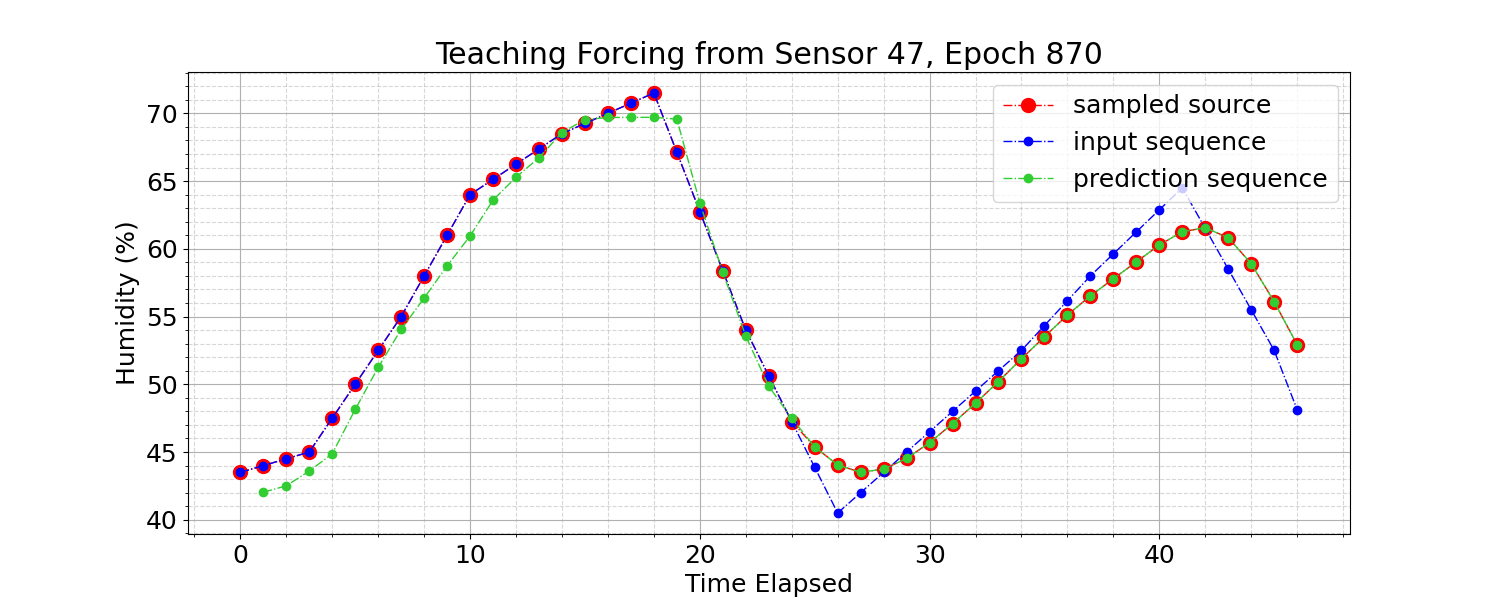 Teaching Forcing from Sensor 47, Epoch 870
sampled source
input sequence
prediction sequence
Humidity (%)
70
65
60
55
50
45
40
0 10 20 30 40
Time Elapsed